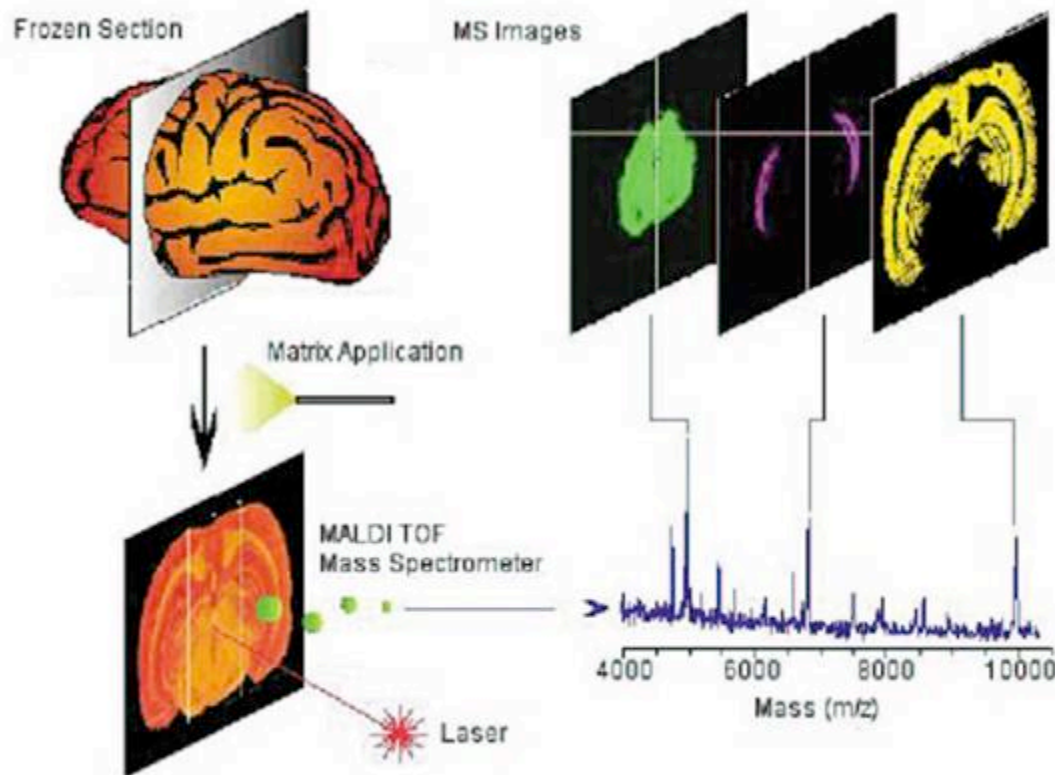 Frozen Section
MS Images
Matrix Application
MALDI TOF
Mass Spectrometer
Laser
4000 6000 8000 10000
Mass (m/z)